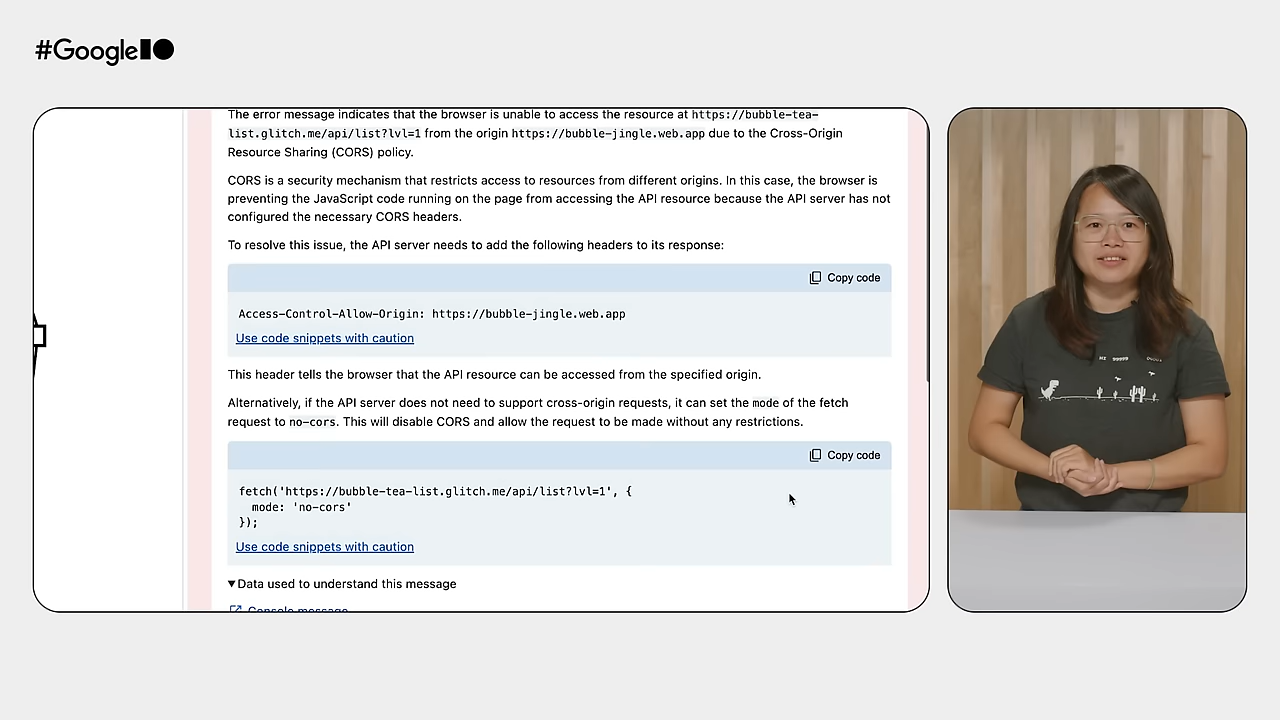 #GoogleIO
The error message indicates that the browser is unable to access the resource at https://bubble-tea-
list.glitch.me/api/list?lvl=1 from the origin https://bubble-jingle.web.app due to the Cross-Origin
Resource Sharing (CORS) policy.
CORS is a security mechanism that restricts access to resources from different origins. In this case, the browser is
preventing the JavaScript code running on the page from accessing the API resource because the API server has not
configured the necessary CORS headers.
To resolve this issue, the API server needs to add the following headers to its response:
Copy code
Access-Control-Allow-Origin: https://bubble-jingle.web.app
Use code snippets with caution
This header tells the browser that the API resource can be accessed from the specified origin.
Alternatively, if the API server does not need to support cross-origin requests, it can set the mode of the fetch
request to no-cors. This will disable CORS and allow the request to be made without any restrictions.
Copy code
fetch('https://bubble-tea-list.glitch.me/api/list?lvl=1', {
  mode: 'no-cors'
});
Use code snippets with caution
▼Data used to understand this message
Console message
HI 99999